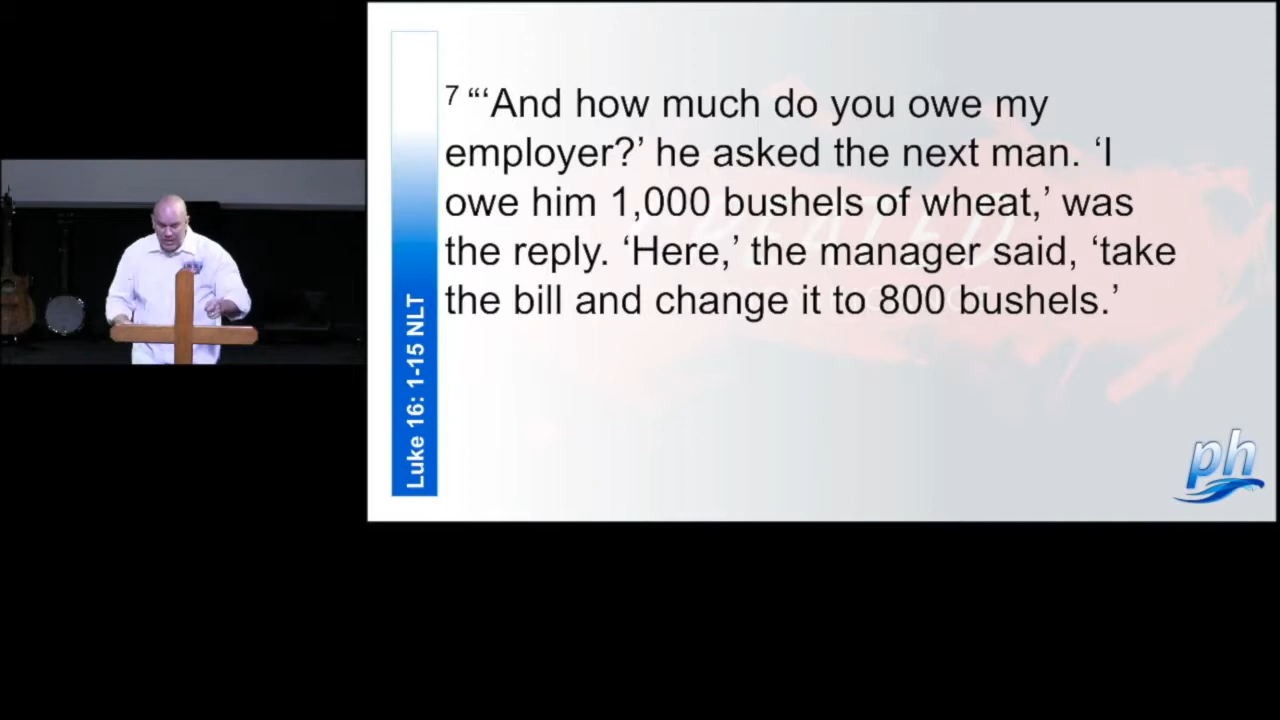 7 “‘And how much do you owe my
employer?’ he asked the next man. ‘I
owe him 1,000 bushels of wheat,’ was
the reply. ‘Here,’ the manager said, ‘take
the bill and change it to 800 bushels.’
Luke 16: 1-15 NLT
ph